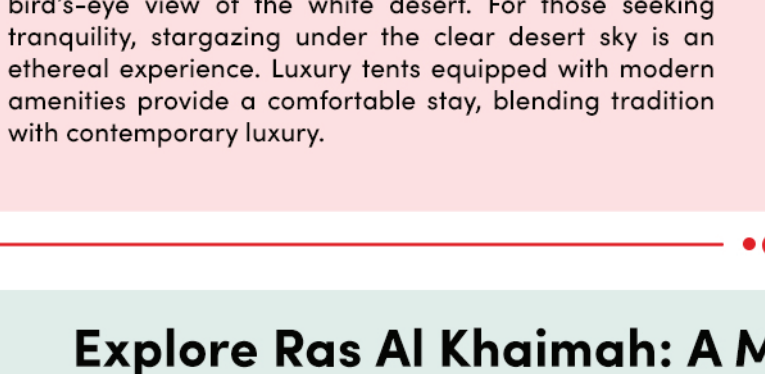 bird's-eye view of the white desert. For those seeking
tranquility, stargazing under the clear desert sky is an
ethereal experience. Luxury tents equipped with modern
amenities provide a comfortable stay, blending tradition
with contemporary luxury.
Explore Ras Al Khaimah: A M